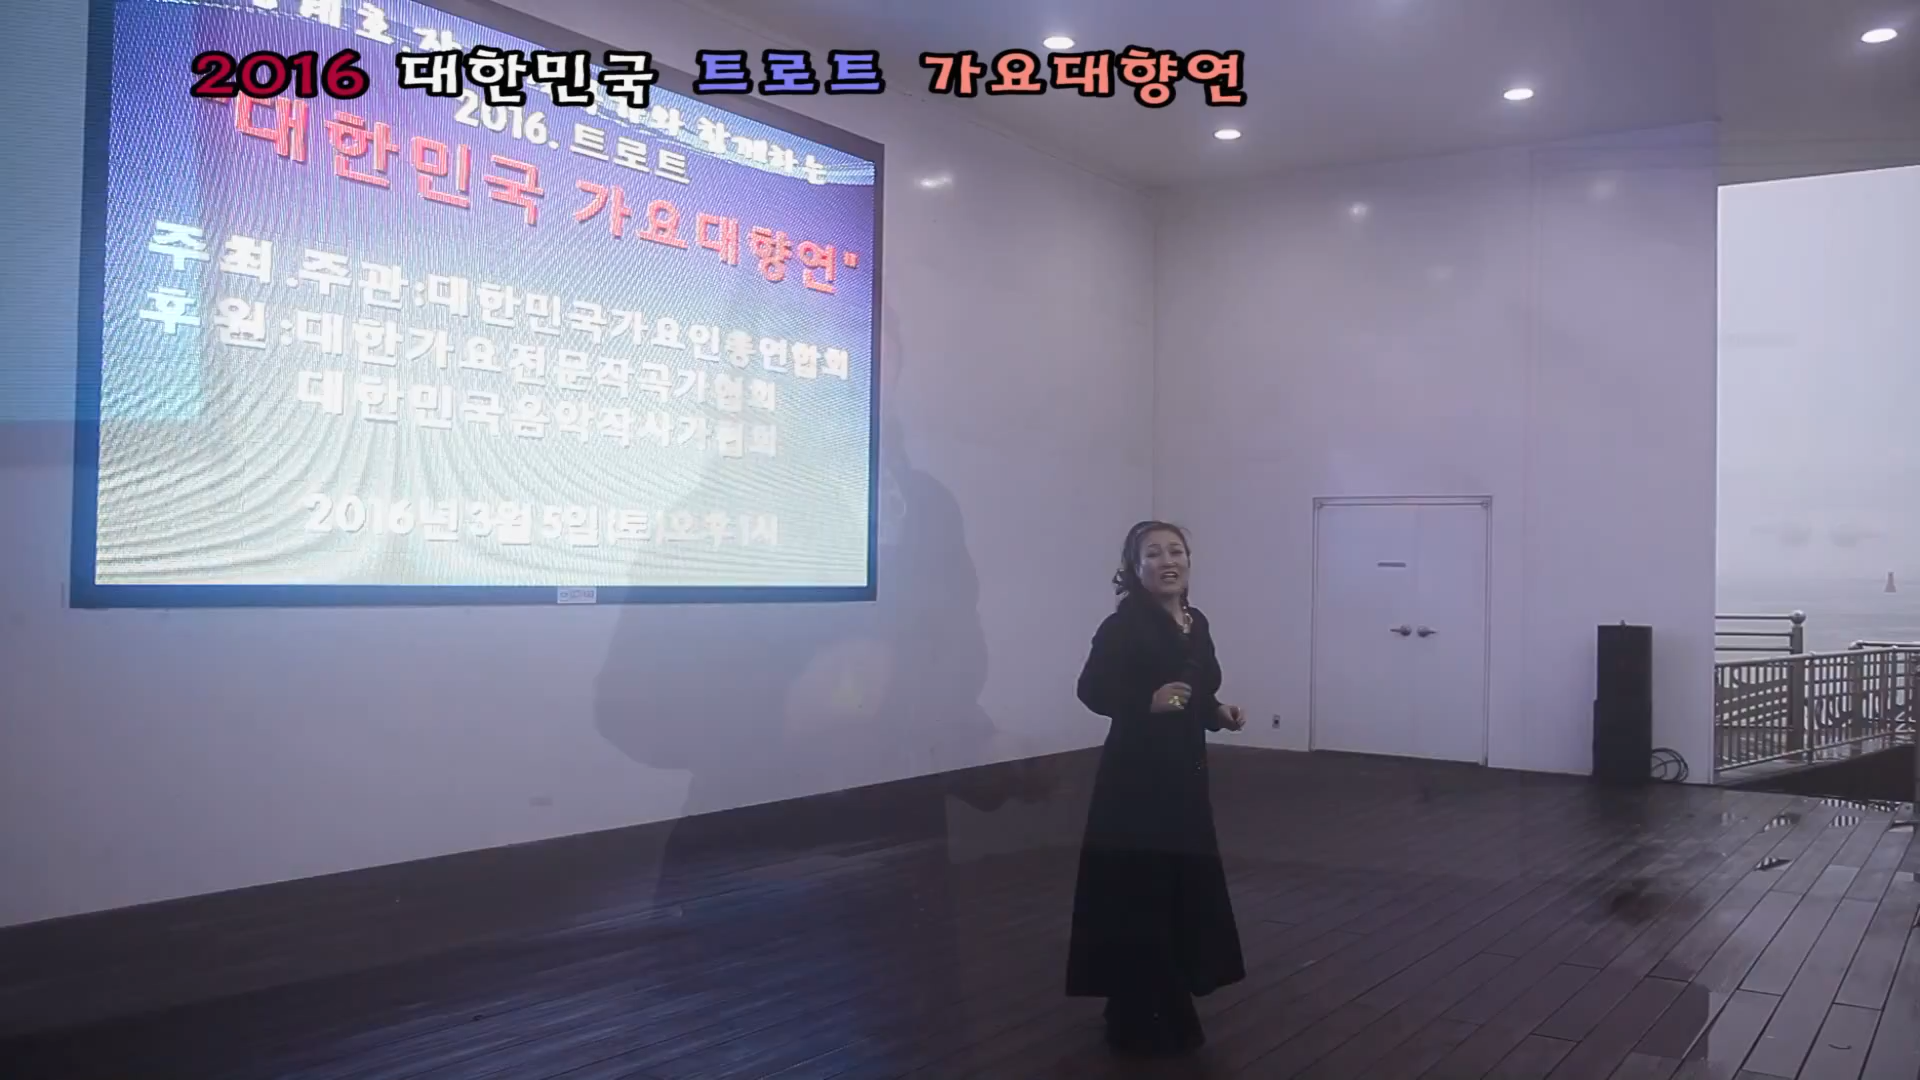 2016 대한민국 트로트 가요대향연
함께하는
2016. 트로트
"대한민국 가요대향연"
주최.주관:대한민국가요인총연합회
후원:대한가요전문작곡가협회
대한민국음악작사가협회
2016년 3월 5일(토)오후1시